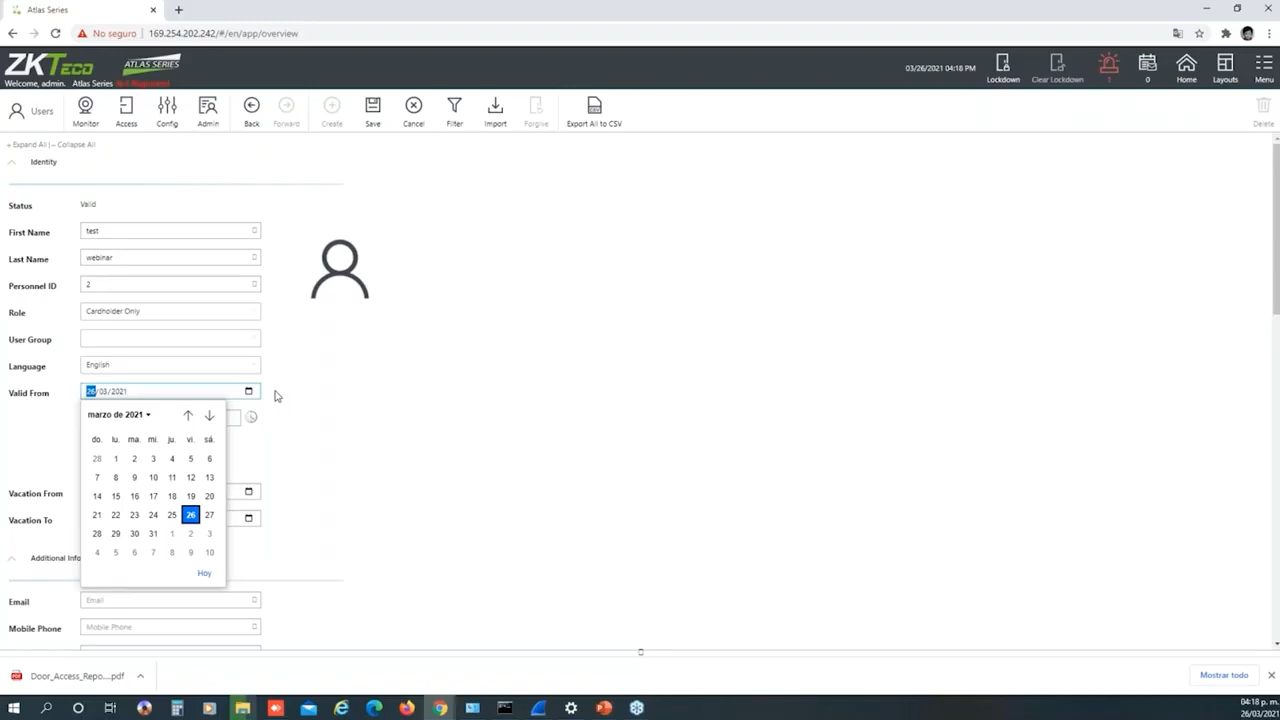 Atlas Series
No seguro 169.254.202.242/#/en/app/overview
ZKTeco ATLAS SERIES
Welcome, admin. Atlas Series Not Registered
03/26/2021 04:18 PM
Lockdown Clear Lockdown 1 0 Home Layouts Menu
Users Monitor Access Config Admin Back Forward Create Save Cancel Filter Import Forgive Export All to CSV Delete
+ Expand All | − Collapse All
Identity
Status Valid
First Name test
Last Name webinar
Personnel ID 2
Role Cardholder Only
User Group
Language English
Valid From 26/03/2021
marzo de 2021
do. lu. ma. mi. ju. vi. sá.
28 1 2 3 4 5 6
7 8 9 10 11 12 13
14 15 16 17 18 19 20
21 22 23 24 25 26 27
28 29 30 31 1 2 3
4 5 6 7 8 9 10
Hoy
Vacation From
Vacation To
Additional Info
Email Email
Mobile Phone Mobile Phone
Door_Access_Repo....pdf
Mostrar todo
04:18 p. m.
26/03/2021